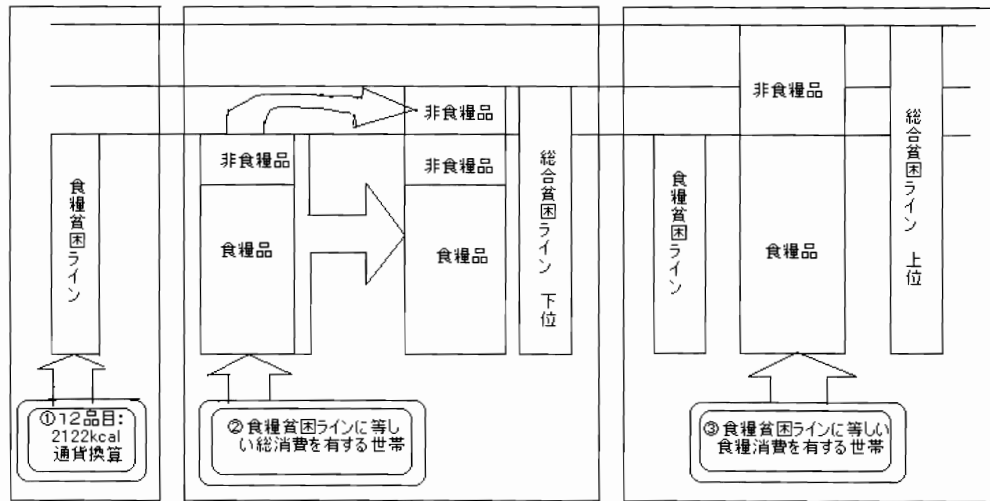 食糧貧困ライン
①12品目：
2122kcal
通貨換算
非食糧品
食糧品
非食糧品
非食糧品
食糧品
総合貧困ライン 下位
②食糧貧困ラインに等し
い総消費を有する世帯
食糧貧困ライン
非食糧品
食糧品
総合貧困ライン 上位
③食糧貧困ラインに等しい
食糧消費を有する世帯